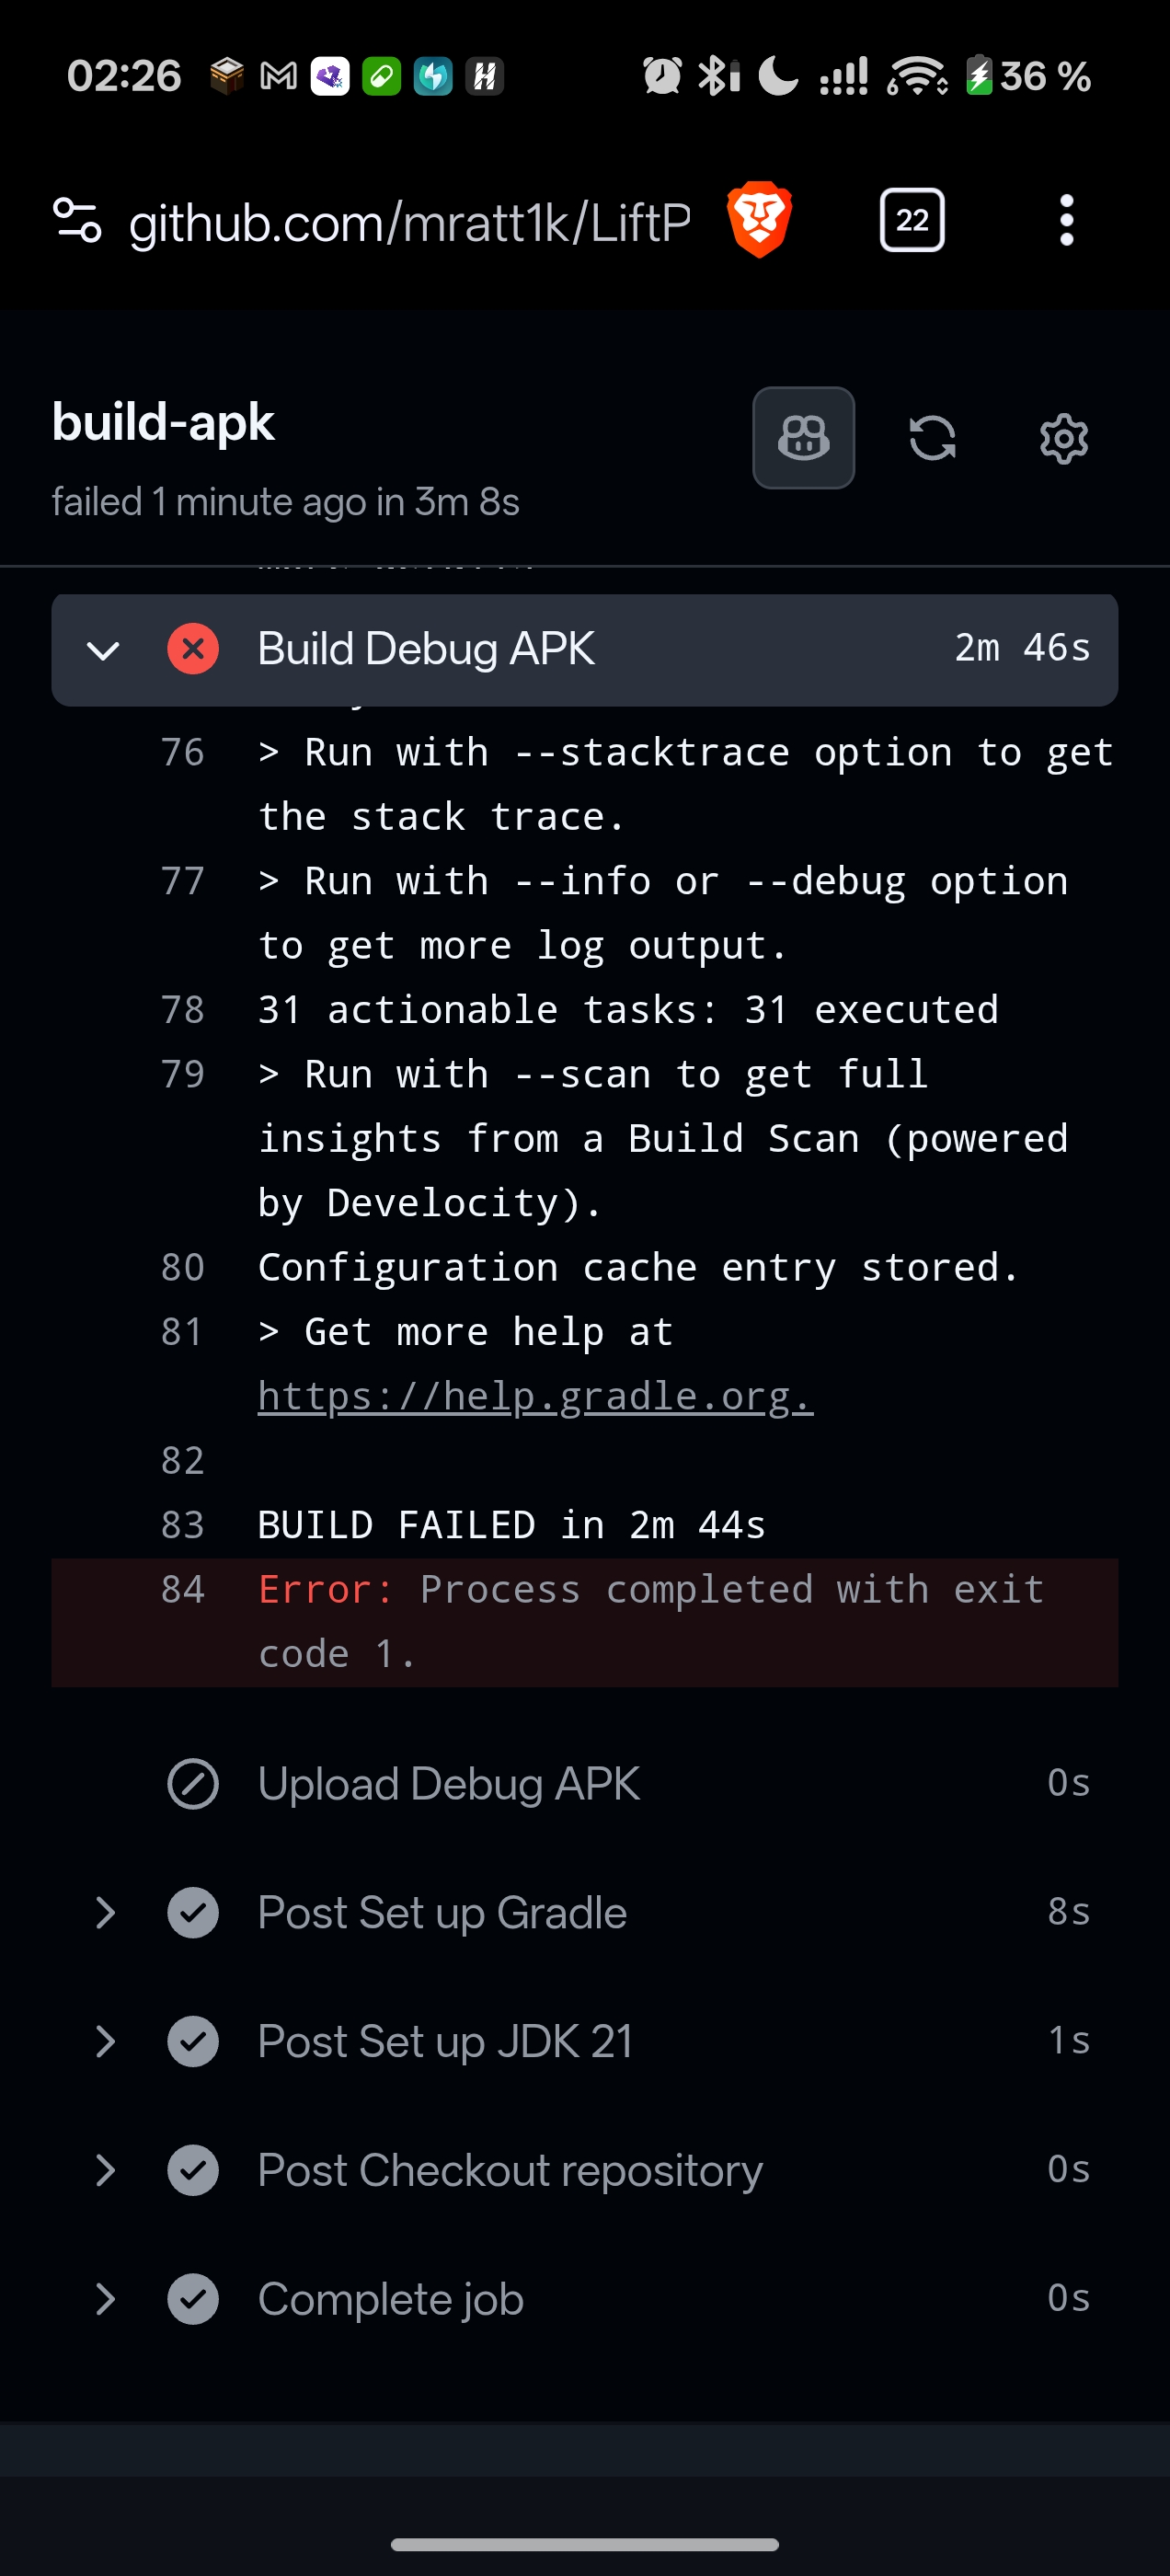 02:26
36 %
github.com/mratt1k/LiftP
22
build-apk
failed 1 minute ago in 3m 8s
Build Debug APK 2m 46s
76 > Run with --stacktrace option to get
the stack trace.
77 > Run with --info or --debug option
to get more log output.
78 31 actionable tasks: 31 executed
79 > Run with --scan to get full
insights from a Build Scan (powered
by Develocity).
80 Configuration cache entry stored.
81 > Get more help at
https://help.gradle.org.
82
83 BUILD FAILED in 2m 44s
84 Error: Process completed with exit
code 1.
Upload Debug APK 0s
Post Set up Gradle 8s
Post Set up JDK 21 1s
Post Checkout repository 0s
Complete job 0s